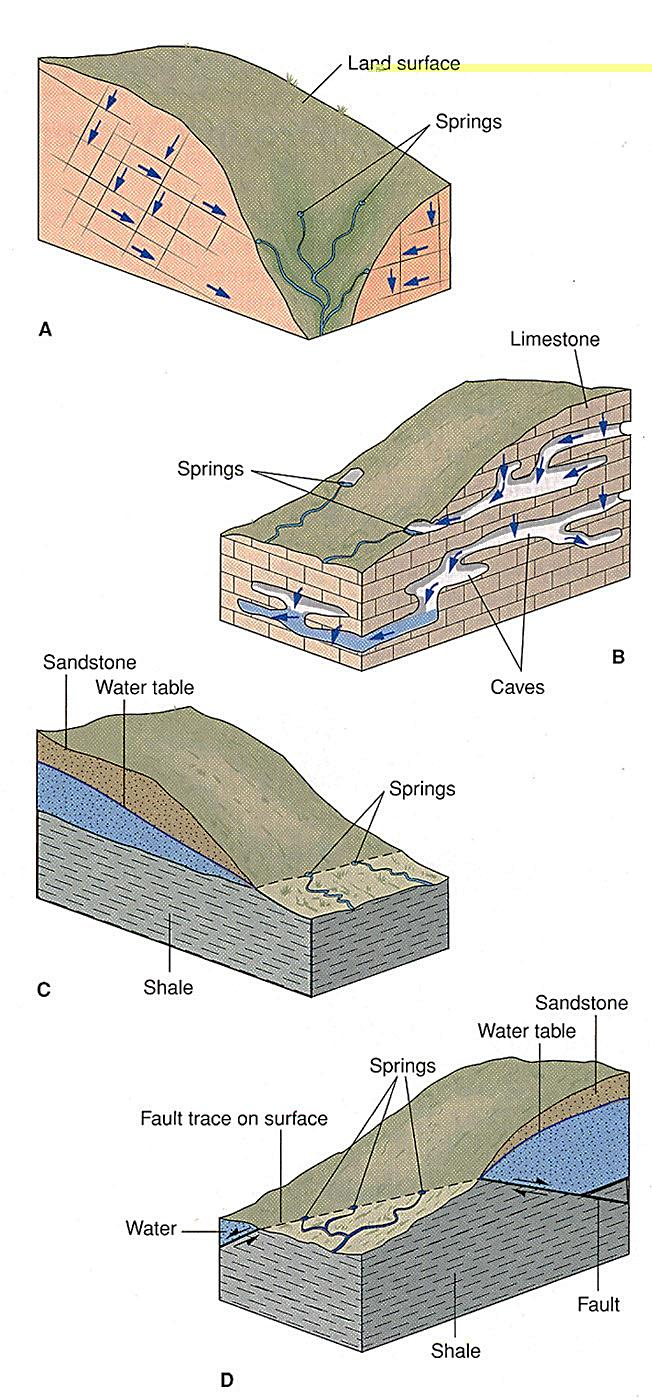 Land surface
Springs
A
Limestone
Springs
Caves
B
Sandstone
Water table
Springs
Shale
C
Sandstone
Water table
Springs
Fault trace on surface
Water
Fault
Shale
D